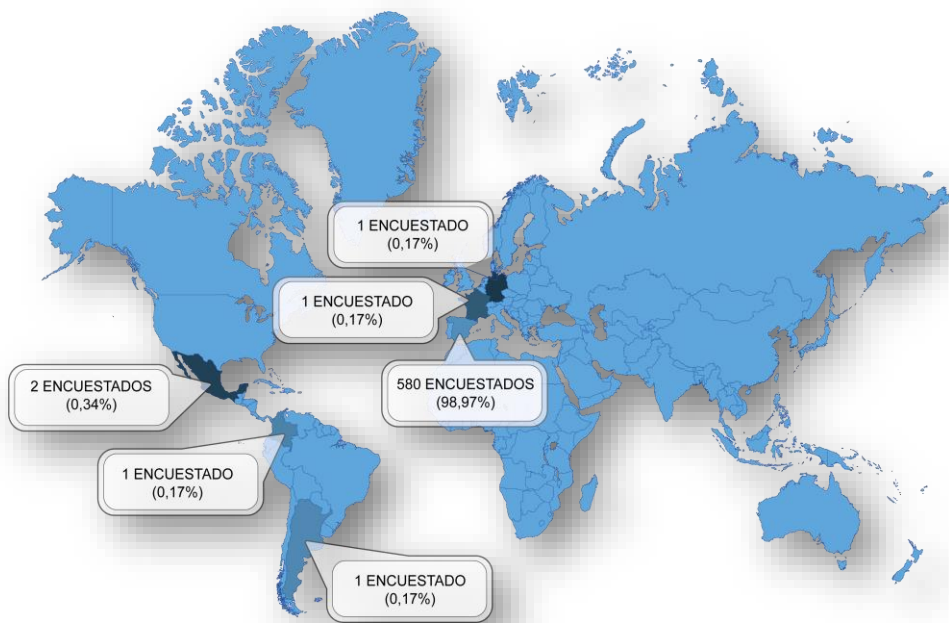 1 ENCUESTADO
(0,17%)
1 ENCUESTADO
(0,17%)
2 ENCUESTADOS
(0,34%)
580 ENCUESTADOS
(98,97%)
1 ENCUESTADO
(0,17%)
1 ENCUESTADO
(0,17%)